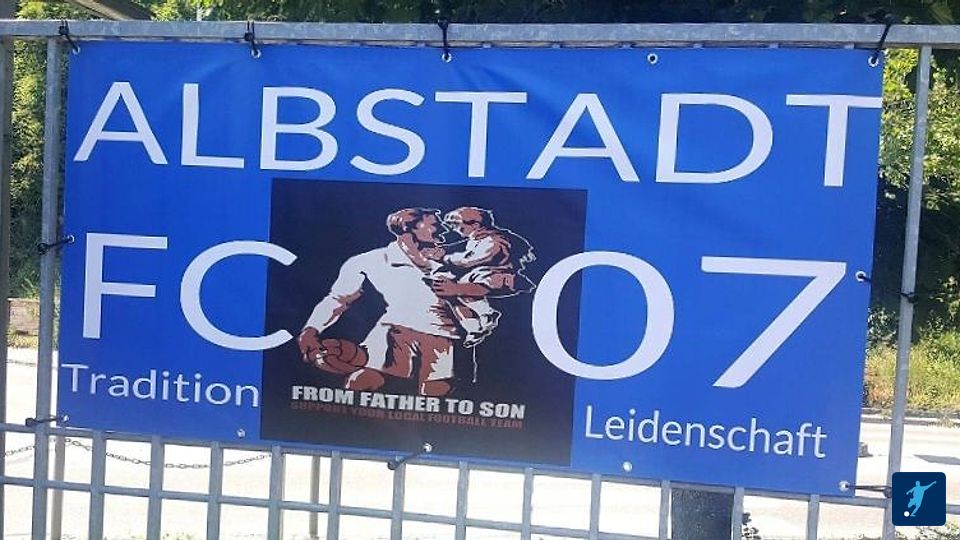 ALBSTADT
FC 07
Tradition
FROM FATHER TO SON
SUPPORT YOUR LOCAL FOOTBALL TEAM
Leidenschaft